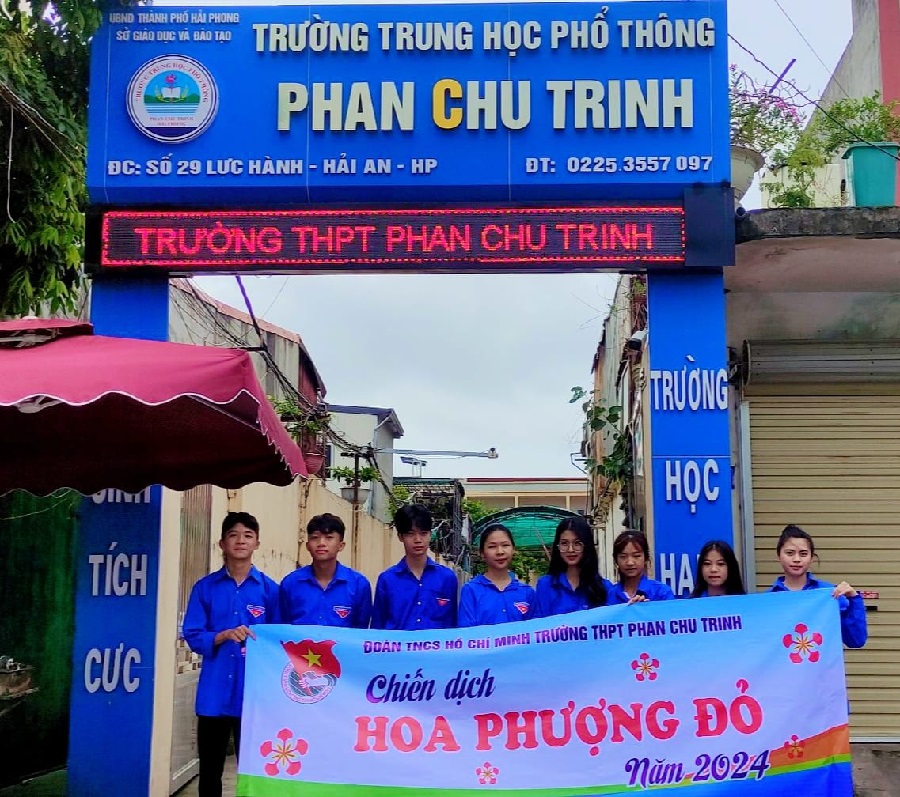 UBND THÀNH PHỐ HẢI PHÒNG
SỞ GIÁO DỤC VÀ ĐÀO TẠO
TRƯỜNG TRUNG HỌC PHỔ THÔNG
PHAN CHU TRINH
ĐC: SỐ 29 LỰC HÀNH - HẢI AN - HP
ĐT: 0225.3557 097
TRƯỜNG THPT PHAN CHU TRINH
TRƯỜNG
HỌC
TÍCH
CỰC
ĐOÀN TNCS HỒ CHÍ MINH TRƯỜNG THPT PHAN CHU TRINH
Chiến dịch
HOA PHƯỢNG ĐỎ
Năm 2024